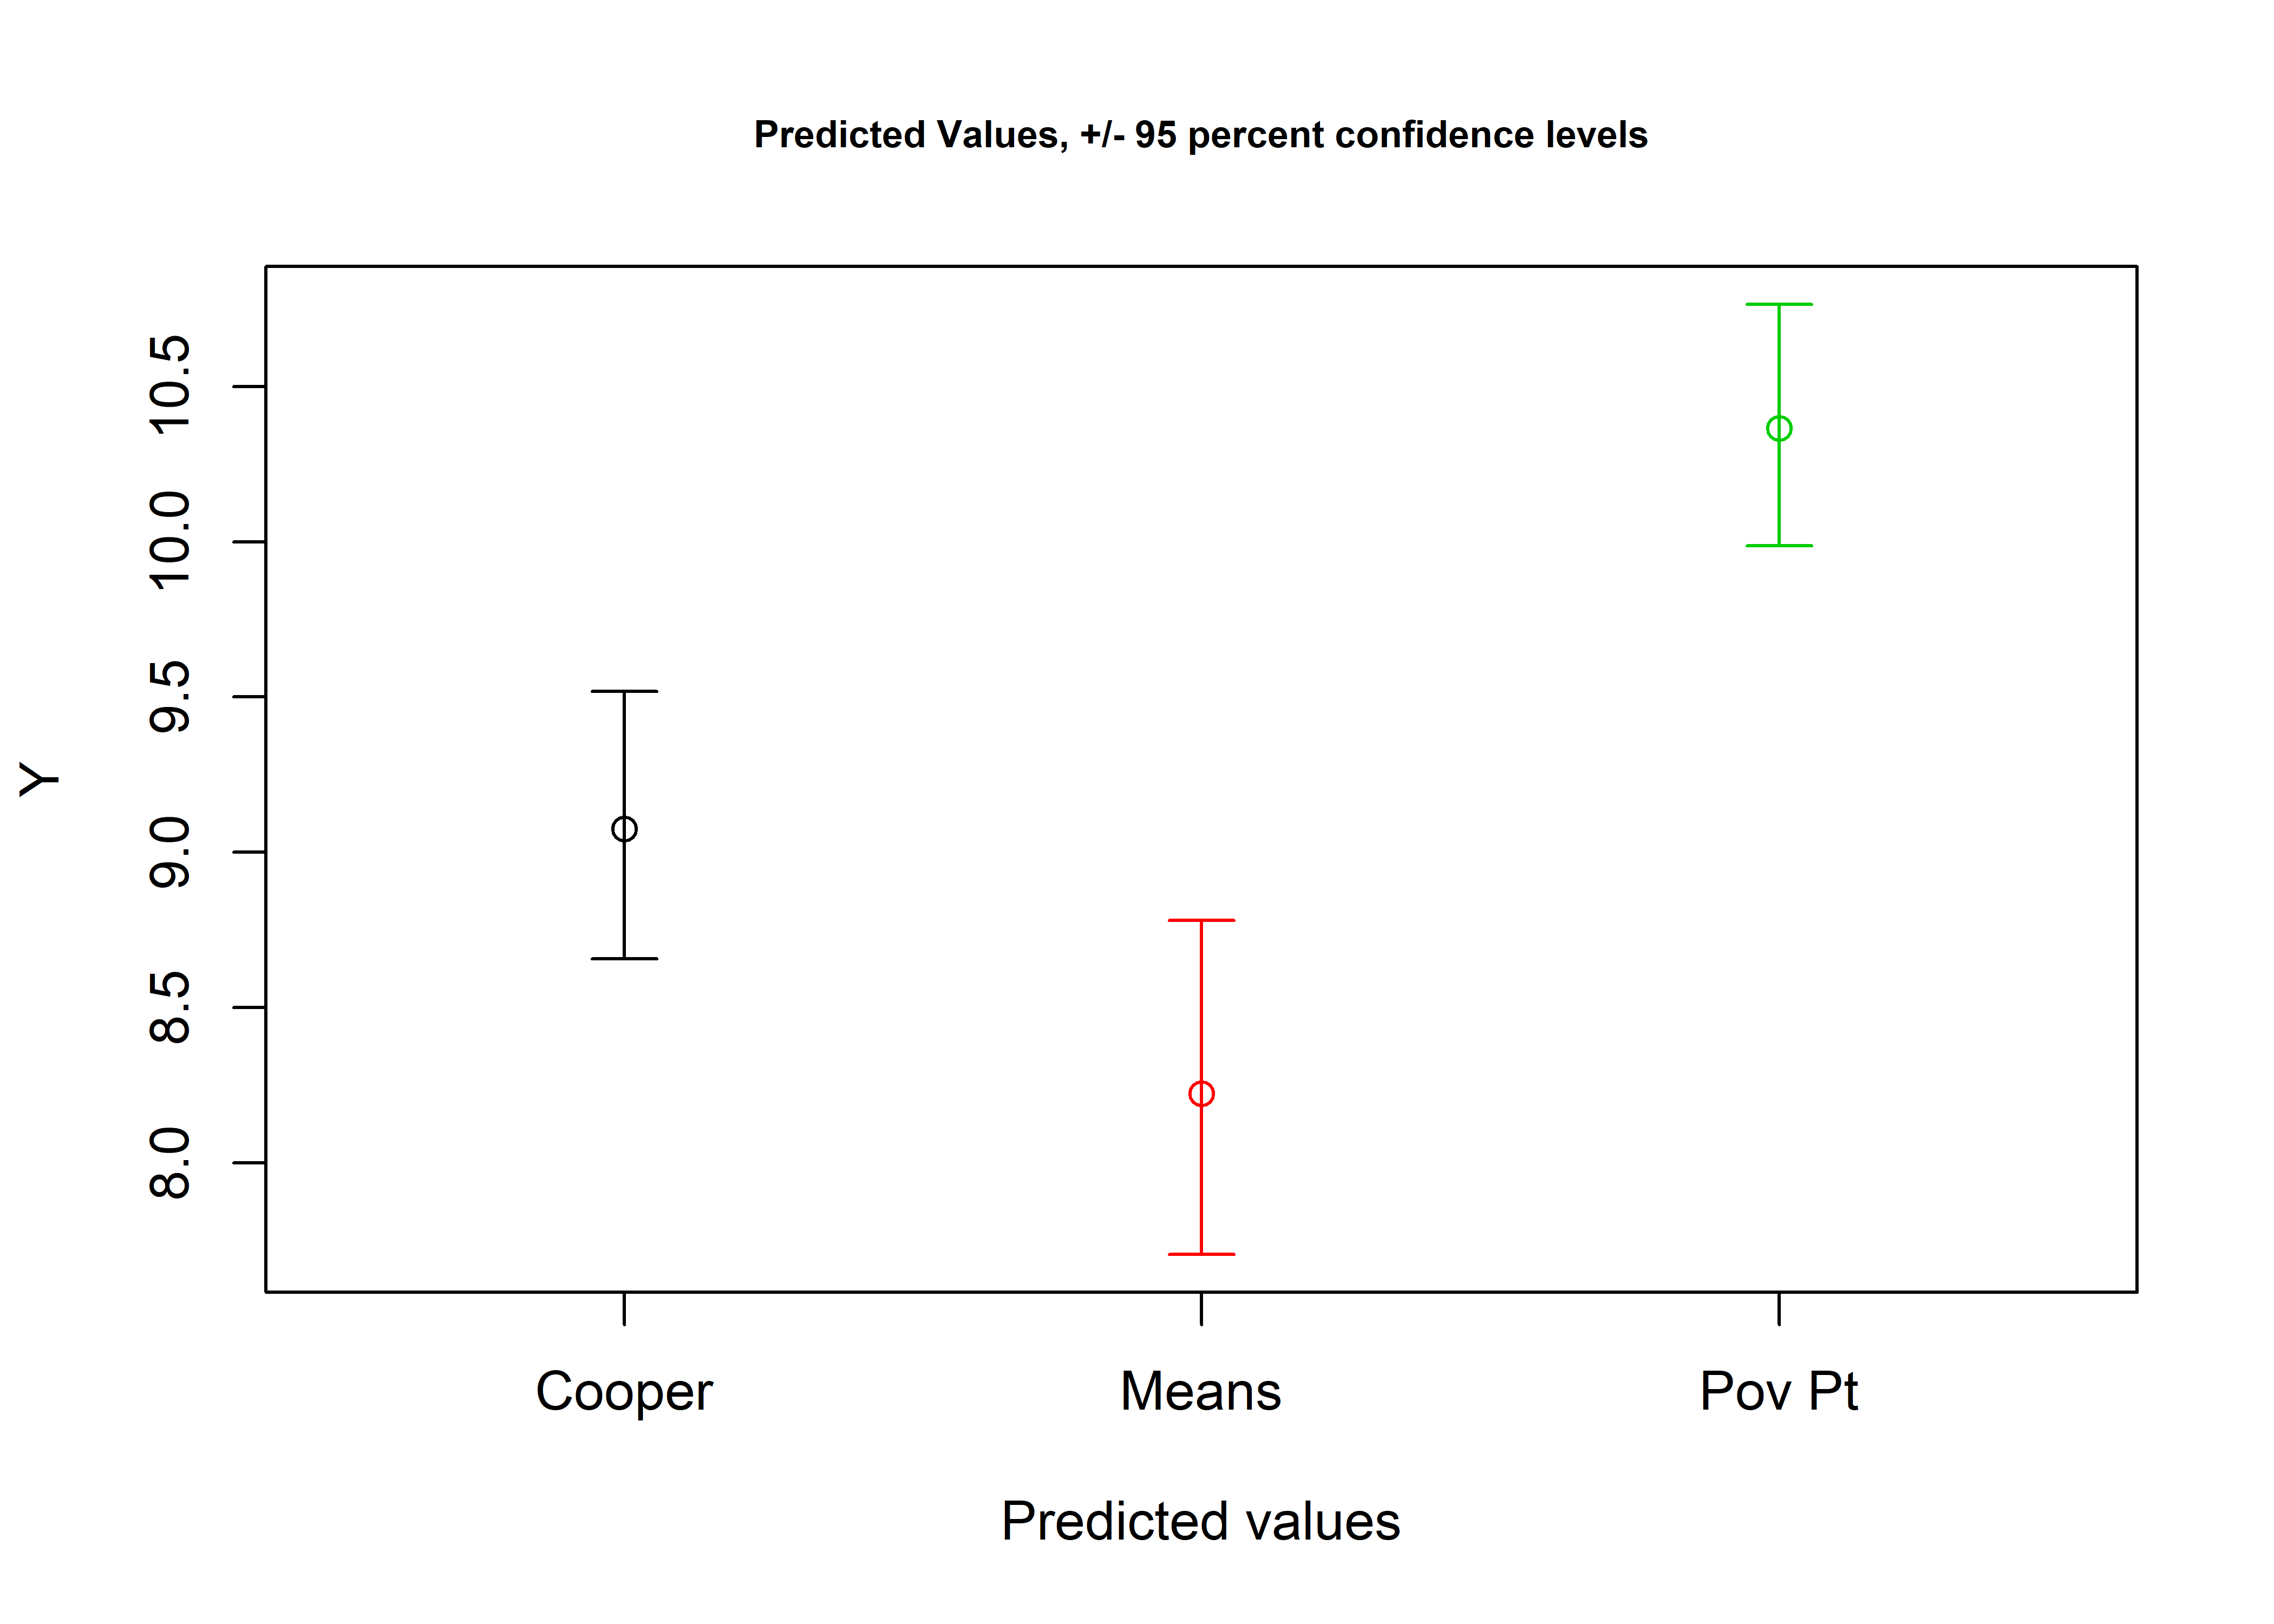 Predicted Values, +/- 95 percent confidence levels
10.5
10.0
9.5
9.0
8.5
8.0
Y
Cooper Means Pov Pt
Predicted values